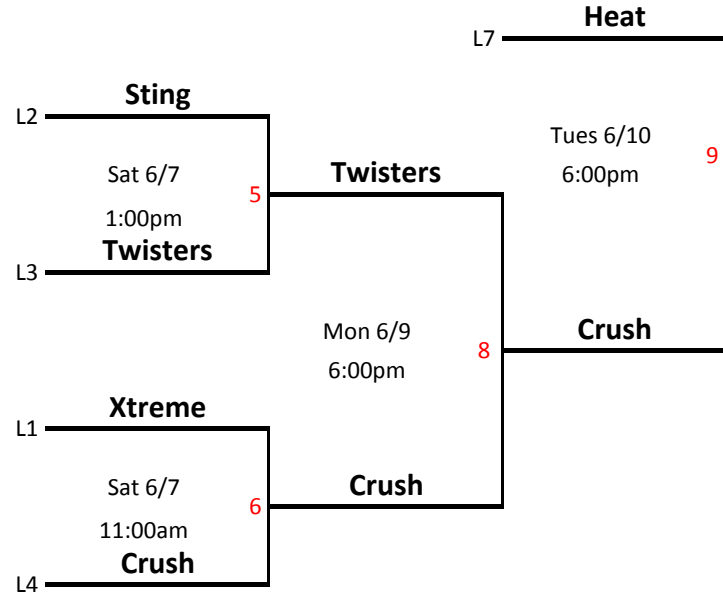 Heat
L7
Sting
L2
Tues 6/10
9
6:00pm
Sat 6/7
5
Twisters
1:00pm
Twisters
L3
Mon 6/9
8
Crush
6:00pm
Xtreme
L1
Sat 6/7
6
Crush
11:00am
Crush
L4